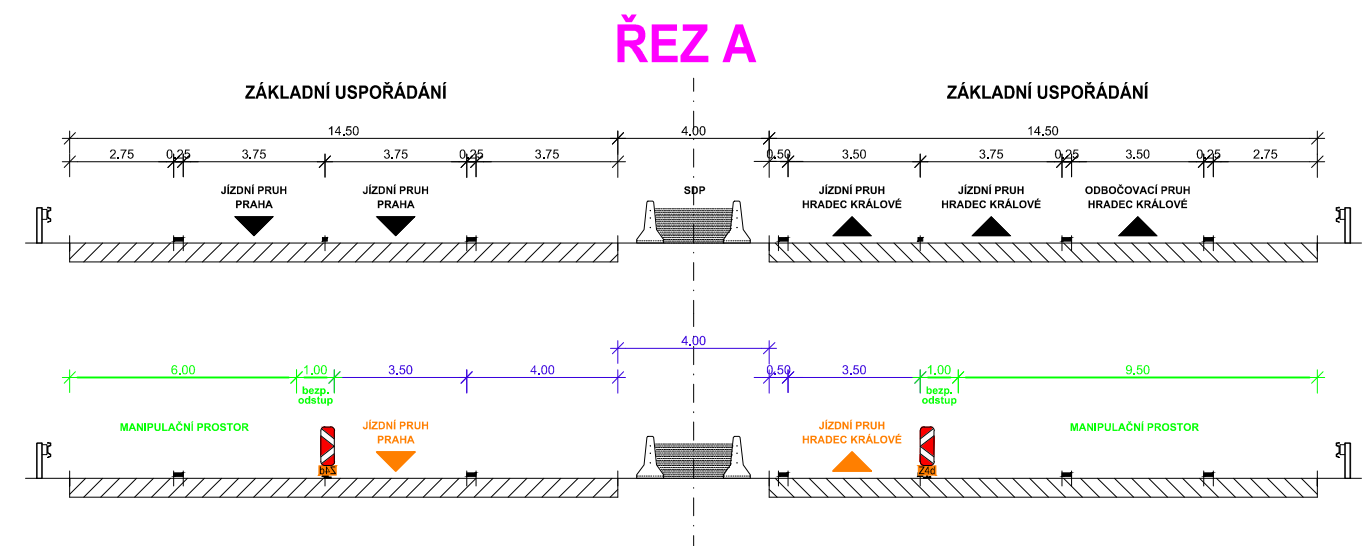 ŘEZ A
ZÁKLADNÍ USPOŘÁDÁNÍ
ZÁKLADNÍ USPOŘÁDÁNÍ
14.50
4.00
14.50
2.75 0.25 3.75 3.75 0.25 3.75
0.50 3.50 3.75 0.25 3.50 0.25 2.75
JÍZDNÍ PRUH
PRAHA
JÍZDNÍ PRUH
PRAHA
SDP
JÍZDNÍ PRUH
HRADEC KRÁLOVÉ
JÍZDNÍ PRUH
HRADEC KRÁLOVÉ
ODBOČOVACÍ PRUH
HRADEC KRÁLOVÉ
4.00
6.00 1.00 3.50 4.00
0.50 3.50 1.00 9.50
bezp.
odstup
bezp.
odstup
MANIPULAČNÍ PROSTOR
JÍZDNÍ PRUH
PRAHA
JÍZDNÍ PRUH
HRADEC KRÁLOVÉ
MANIPULAČNÍ PROSTOR
Z4d
Z4d